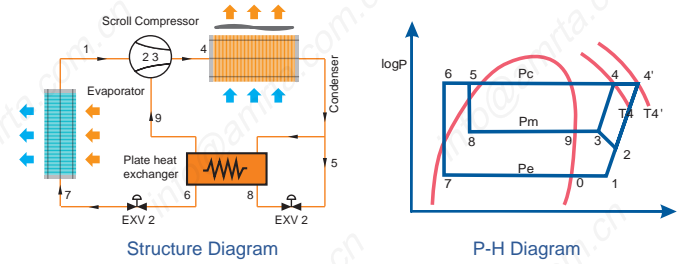 Scroll Compressor
1
2 3
4
Evaporator
Condenser
9
Plate heat
exchanger
5
7
6
8
EXV 2
EXV 2
Structure Diagram
logP
6
5
Pc
4
4'
T4
T4'
Pm
8
9
3
2
Pe
7
0
1
P-H Diagram